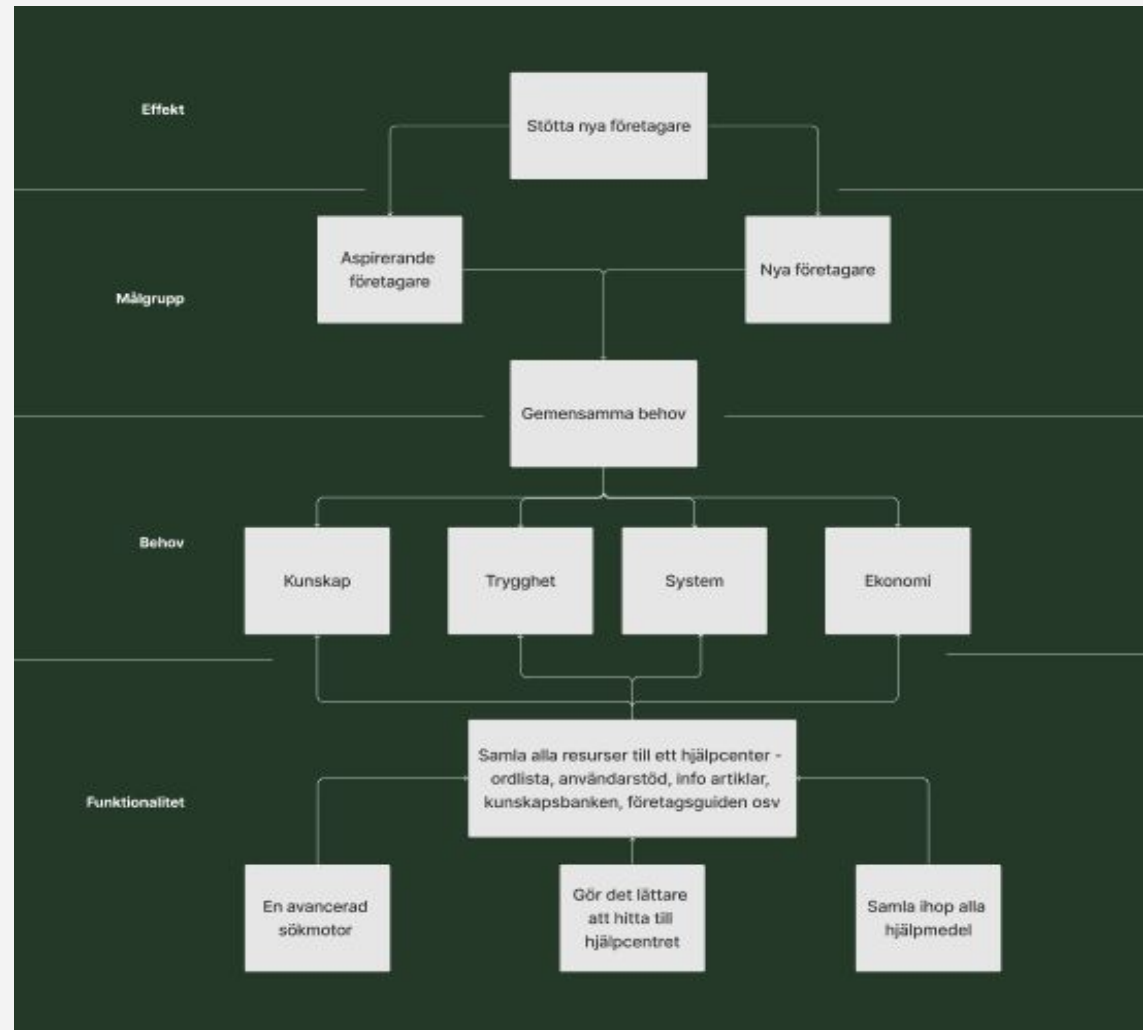 Effekt
Stötta nya företagare
Aspirerande
företagare
Nya företagare
Målgrupp
Gemensamma behov
Behov
Kunskap
Trygghet
System
Ekonomi
Samla alla resurser till ett hjälpcenter -
ordlista, användarstöd, info artiklar,
kunskapsbanken, företagsguiden osv
Funktionalitet
En avancerad
sökmotor
Gör det lättare
att hitta till
hjälpcentret
Samla ihop alla
hjälpmedel